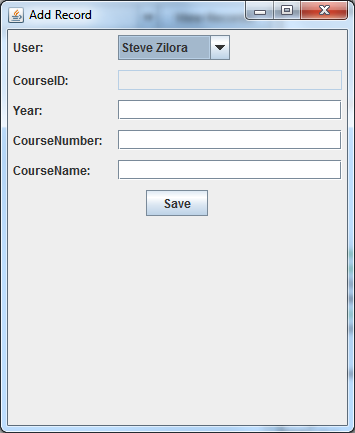 Add Record
User: Steve Zilora
CourseID:
Year:
CourseNumber:
CourseName:
Save